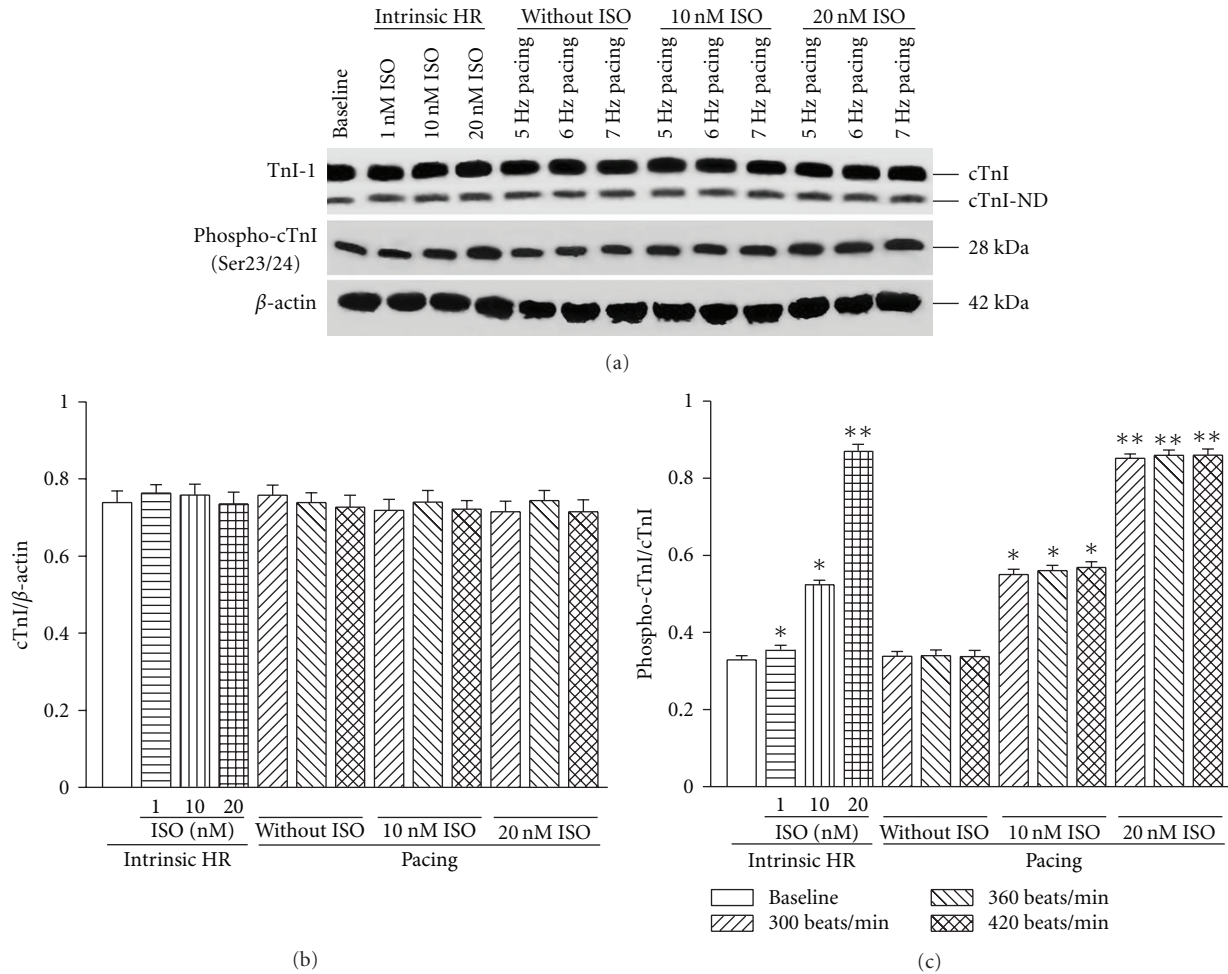 Intrinsic HR Without ISO 10 nM ISO 20 nM ISO
Baseline 1 nM ISO 10 nM ISO 20 nM ISO 5 Hz pacing 6 Hz pacing 7 Hz pacing 5 Hz pacing 6 Hz pacing 7 Hz pacing 5 Hz pacing 6 Hz pacing 7 Hz pacing
TnI-1 cTnI
cTnI-ND
Phospho-cTnI 28 kDa
(Ser23/24)
β-actin 42 kDa
(a)
cTnI/β-actin
1
0.8
0.6
0.4
0.2
0
1 10 20
ISO (nM) Without ISO 10 nM ISO 20 nM ISO
Intrinsic HR Pacing
(b)
Phospho-cTnI/cTnI
1
0.8
0.6
0.4
0.2
0
* * ** * * * ** ** **
1 10 20
ISO (nM) Without ISO 10 nM ISO 20 nM ISO
Intrinsic HR Pacing
Baseline 360 beats/min
300 beats/min 420 beats/min
(c)